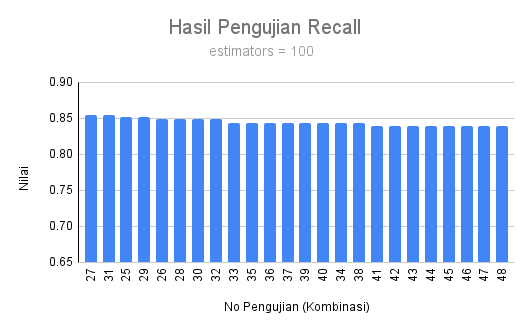 Hasil Pengujian Recall
estimators = 100
0.90
0.85
0.80
0.75
0.70
0.65
Nilai
27 31 25 29 26 28 30 32 33 35 36 37 39 40 34 38 41 42 43 44 45 46 47 48
No Pengujian (Kombinasi)